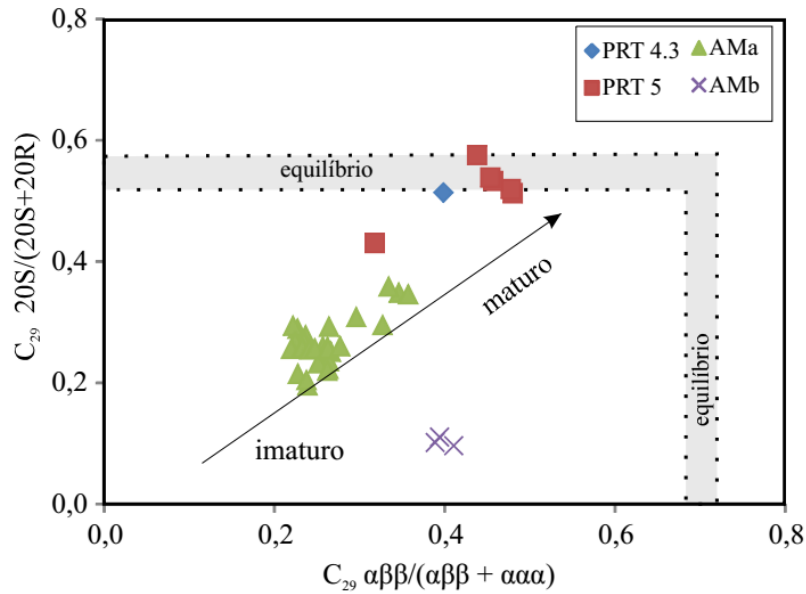 0,8
PRT 4.3 AMa
PRT 5 AMb
0,6
equilíbrio
0,4
maturo
equilíbrio
0,2
imaturo
0,0
C29 20S/(20S+20R)
0,0 0,2 0,4 0,6 0,8
C29 αββ/(αββ + ααα)